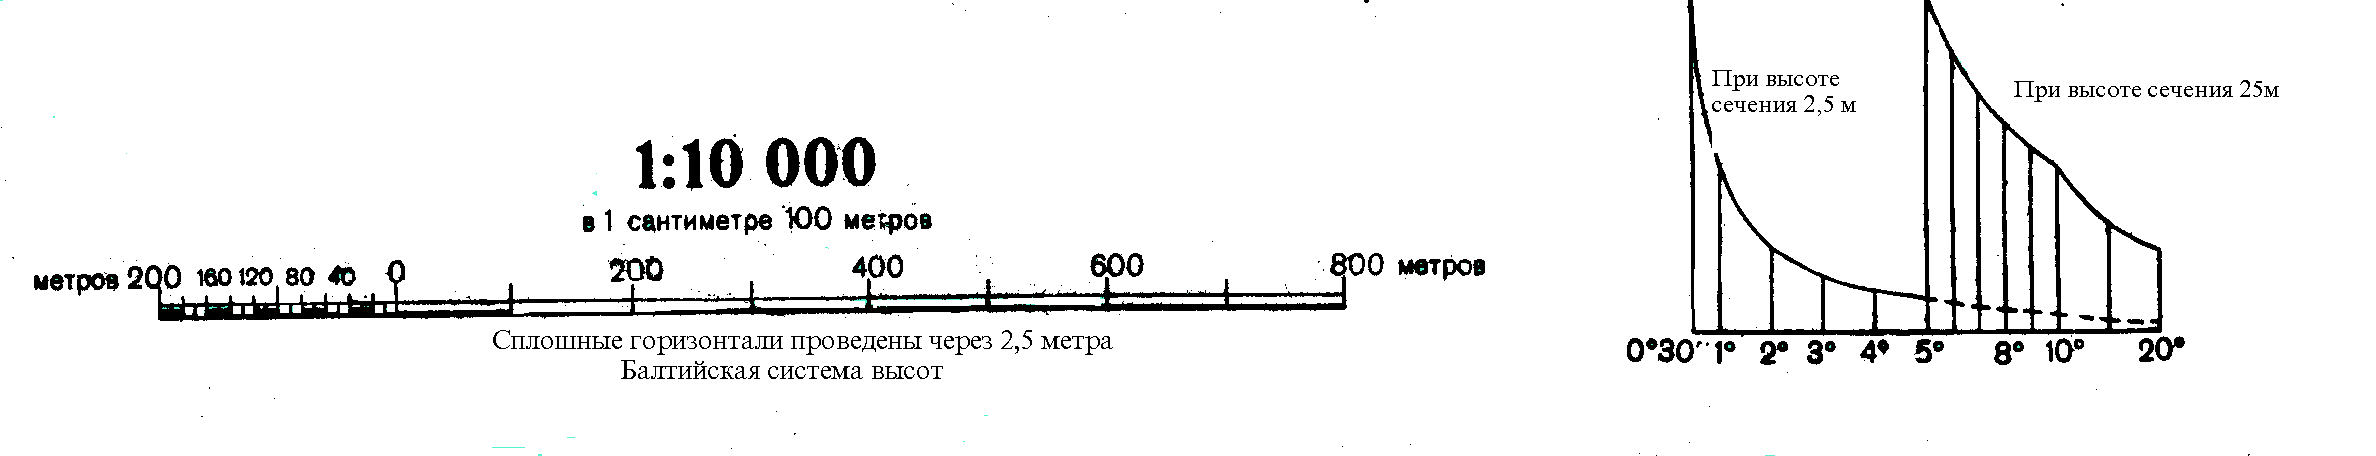 1:10 000
в 1 сантиметре 100 метров
метров 200 160 120 80 40 0 200 400 600 800 метров
Сплошные горизонтали проведены через 2,5 метра
Балтийская система высот
При высоте
сечения 2,5 м
При высоте сечения 25м
0°30′ 1° 2° 3° 4° 5° 8° 10° 20°